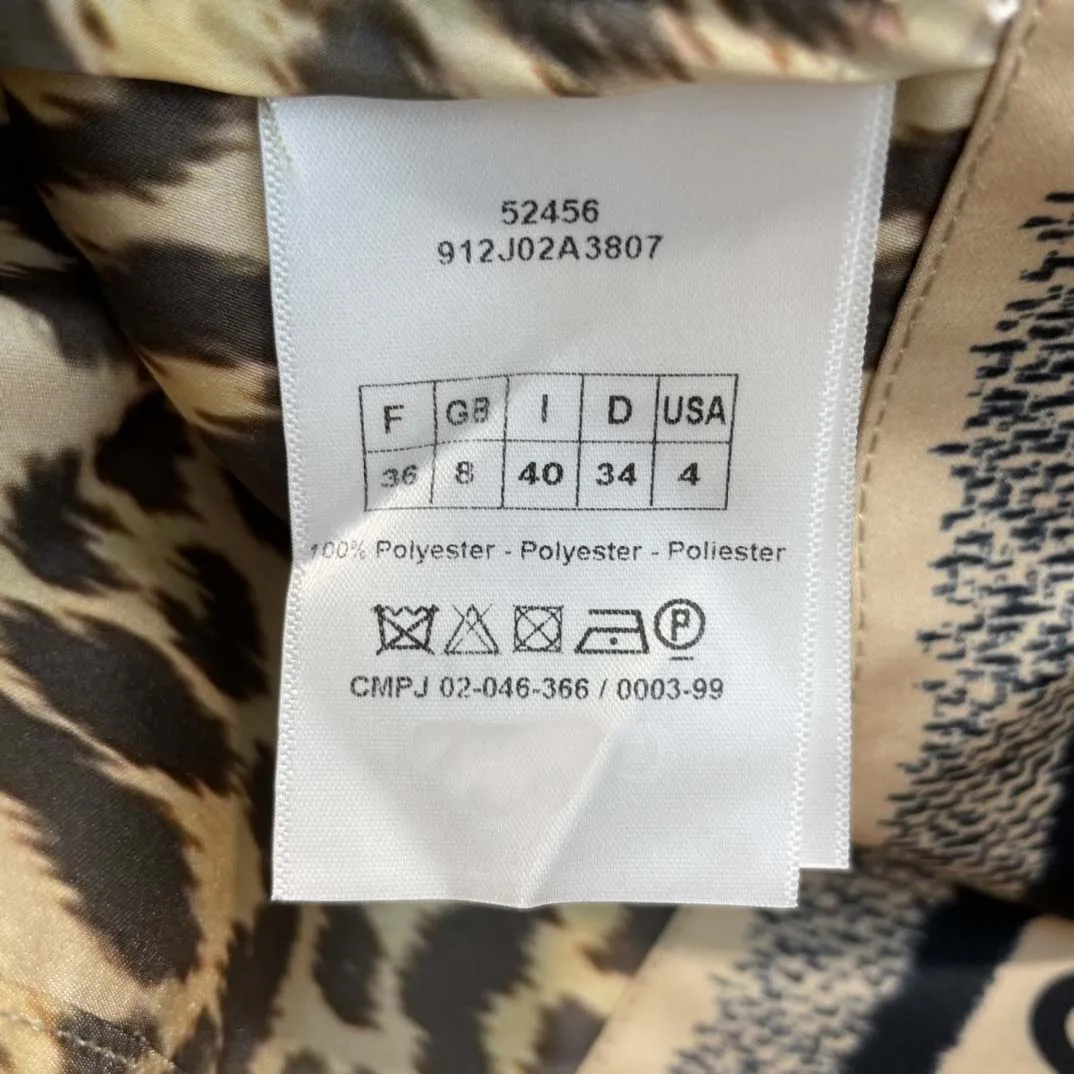 52456
912J02A3807
F GB I D USA
36 8 40 34 4
100% Polyester - Polyester - Poliester
P
CMPJ 02-046-366 / 0003-99